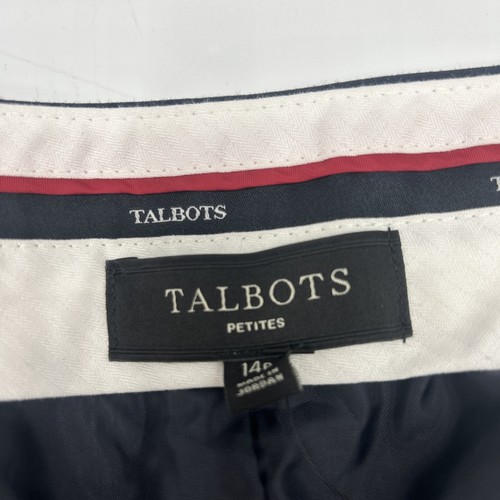 TALBOTS
T
TALBOTS
PETITES
14P
MADE IN
JORDAN